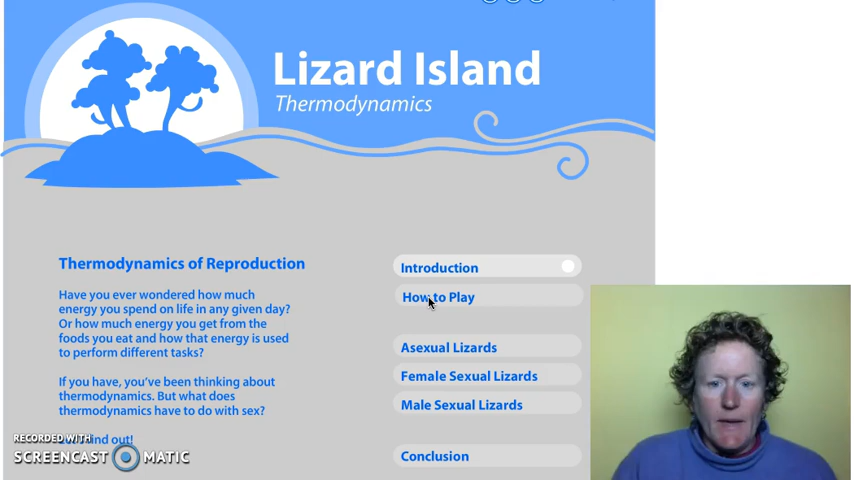 Lizard Island
Thermodynamics
Thermodynamics of Reproduction
Have you ever wondered how much
energy you spend on life in any given day?
Or how much energy you get from the
foods you eat and how that energy is used
to perform different tasks?
If you have, you've been thinking about
thermodynamics. But what does
thermodynamics have to do with sex?
find out!
Introduction
How to Play
Asexual Lizards
Female Sexual Lizards
Male Sexual Lizards
Conclusion
RECORDED WITH
SCREENCAST MATIC